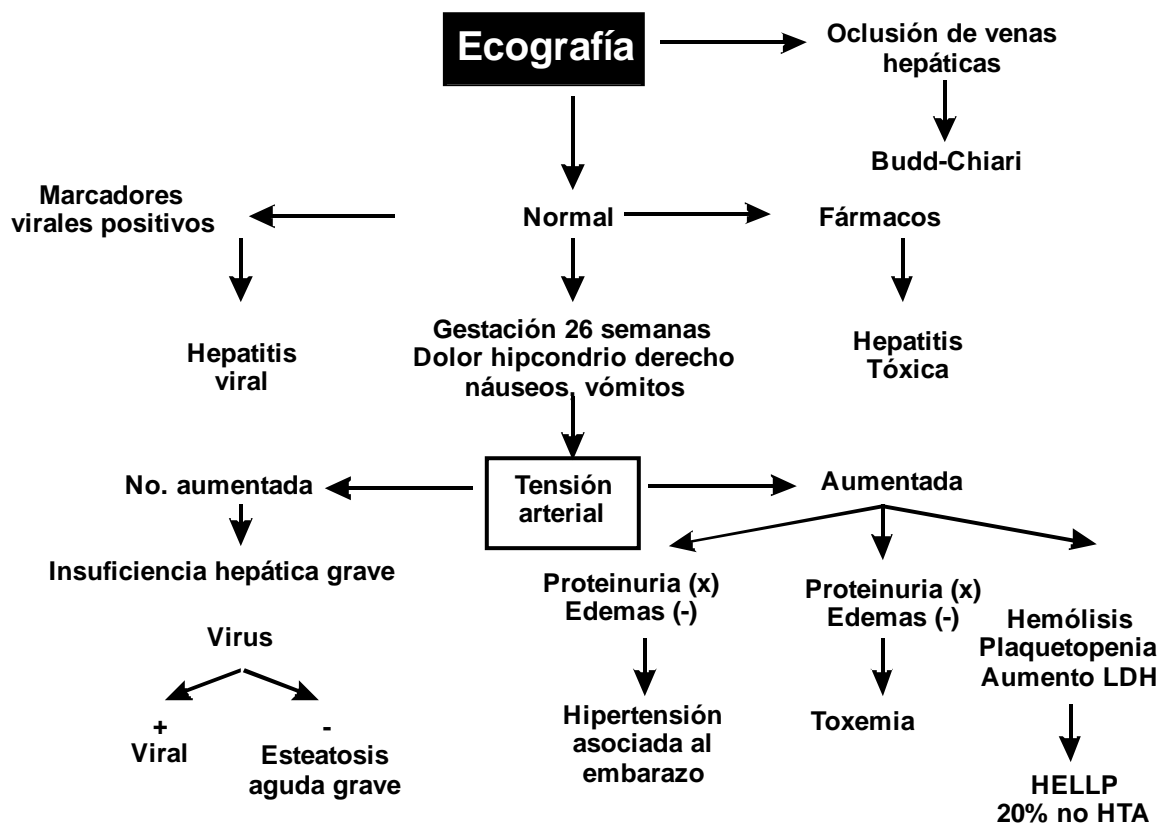 Ecografía
Oclusión de venas
hepáticas
Budd-Chiari
Marcadores
virales positivos
Normal
Fármacos
Hepatitis
viral
Gestación 26 semanas
Dolor hipcondrio derecho
náuseos, vómitos
Hepatitis
Tóxica
No. aumentada
Tensión
arterial
Aumentada
Insuficiencia hepática grave
Virus
+
Viral
-
Esteatosis
aguda grave
Proteinuria (x)
Edemas (-)
Hipertensión
asociada al
embarazo
Proteinuria (x)
Edemas (-)
Toxemia
Hemólisis
Plaquetopenia
Aumento LDH
HELLP
20% no HTA